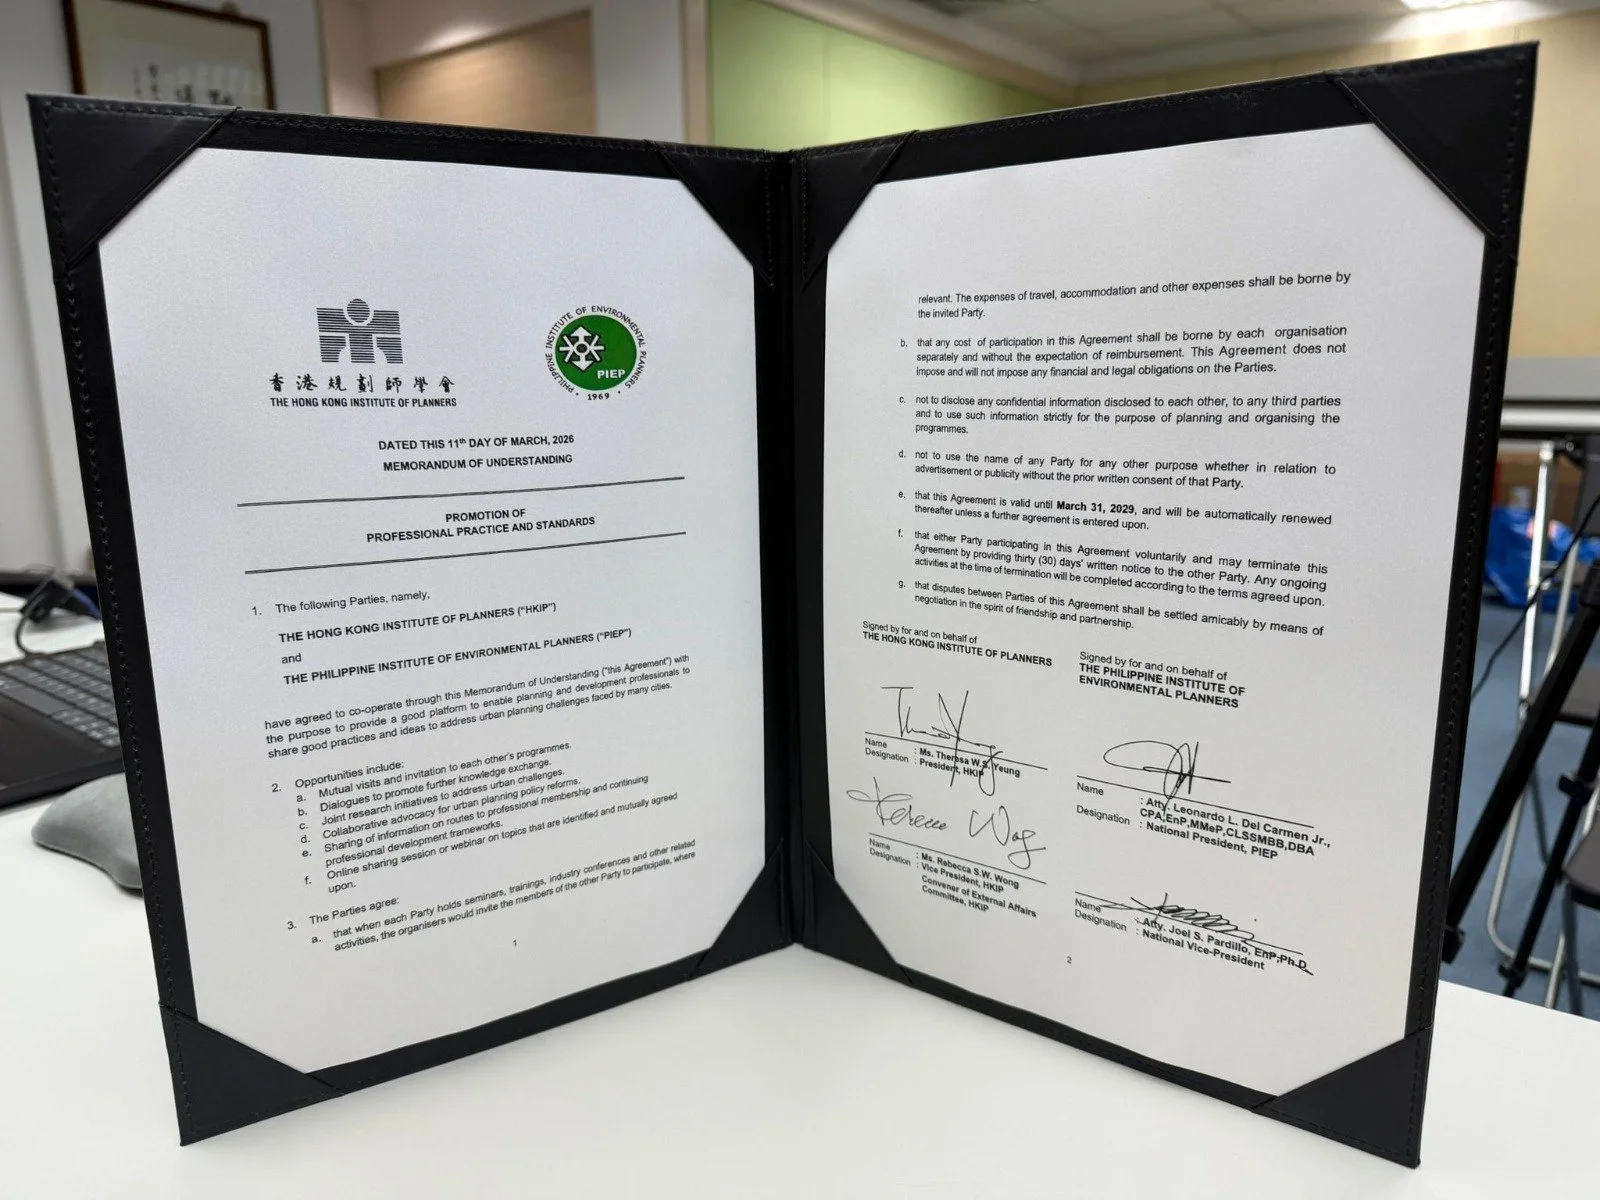 香港規劃師學會
THE HONG KONG INSTITUTE OF PLANNERS
PHILIPPINE INSTITUTE OF ENVIRONMENTAL PLANNERS
PIEP
• 1969 •
DATED THIS 11th DAY OF MARCH, 2026
MEMORANDUM OF UNDERSTANDING
PROMOTION OF
PROFESSIONAL PRACTICE AND STANDARDS
1. The following Parties, namely,
THE HONG KONG INSTITUTE OF PLANNERS ("HKIP")
and
THE PHILIPPINE INSTITUTE OF ENVIRONMENTAL PLANNERS ("PIEP")
have agreed to co-operate through this Memorandum of Understanding ("this Agreement") with
the purpose to provide a good platform to enable planning and development professionals to
share good practices and ideas to address urban planning challenges faced by many cities.
2. Opportunities include:
a. Mutual visits and invitation to each other's programmes.
b. Dialogues to promote further knowledge exchange.
c. Joint research initiatives to address urban challenges.
d. Collaborative advocacy for urban planning policy reforms.
e. Sharing of information on routes to professional membership and continuing
professional development frameworks.
f. Online sharing session or webinar on topics that are identified and mutually agreed
upon.
3. The Parties agree:
a. that when each Party holds seminars, trainings, industry conferences and other related
activities, the organisers would invite the members of the other Party to participate, where
1
relevant. The expenses of travel, accommodation and other expenses shall be borne by
the invited Party.
b. that any cost of participation in this Agreement shall be borne by each organisation
separately and without the expectation of reimbursement. This Agreement does not
impose and will not impose any financial and legal obligations on the Parties.
c. not to disclose any confidential information disclosed to each other, to any third parties
and to use such information strictly for the purpose of planning and organising the
programmes.
d. not to use the name of any Party for any other purpose whether in relation to
advertisement or publicity without the prior written consent of that Party.
e. that this Agreement is valid until March 31, 2029, and will be automatically renewed
thereafter unless a further agreement is entered upon.
f. that either Party participating in this Agreement voluntarily and may terminate this
Agreement by providing thirty (30) days' written notice to the other Party. Any ongoing
activities at the time of termination will be completed according to the terms agreed upon.
g. that disputes between Parties of this Agreement shall be settled amicably by means of
negotiation in the spirit of friendship and partnership.
Signed by for and on behalf of
THE HONG KONG INSTITUTE OF PLANNERS
Name : Ms. Theresa W.S. Yeung
Designation : President, HKIP
Rebecca Wong
Name : Ms. Rebecca S.W. Wong
Designation : Vice President, HKIP
Convener of External Affairs
Committee, HKIP
Signed by for and on behalf of
THE PHILIPPINE INSTITUTE OF
ENVIRONMENTAL PLANNERS
Name : Atty. Leonardo L. Del Carmen Jr.,
CPA,EnP,MMeP,CLSSMBB,DBA
Designation : National President, PIEP
Name : Atty. Joel S. Pardillo, EnP,Ph.D.
Designation : National Vice-President
2